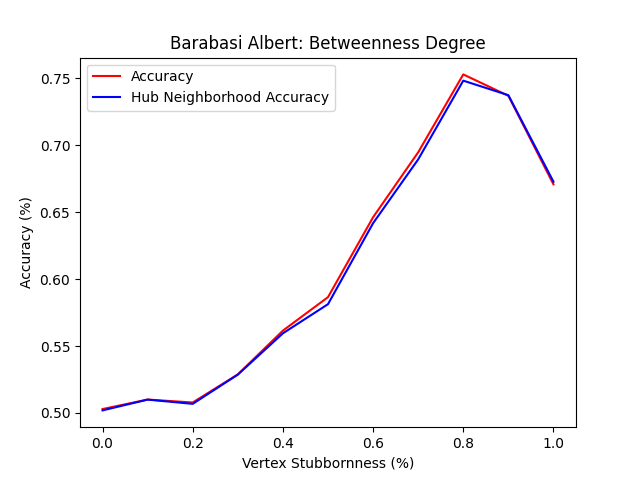 Barabasi Albert: Betweenness Degree
Accuracy
Hub Neighborhood Accuracy
Accuracy (%)
0.75
0.70
0.65
0.60
0.55
0.50
0.0 0.2 0.4 0.6 0.8 1.0
Vertex Stubbornness (%)